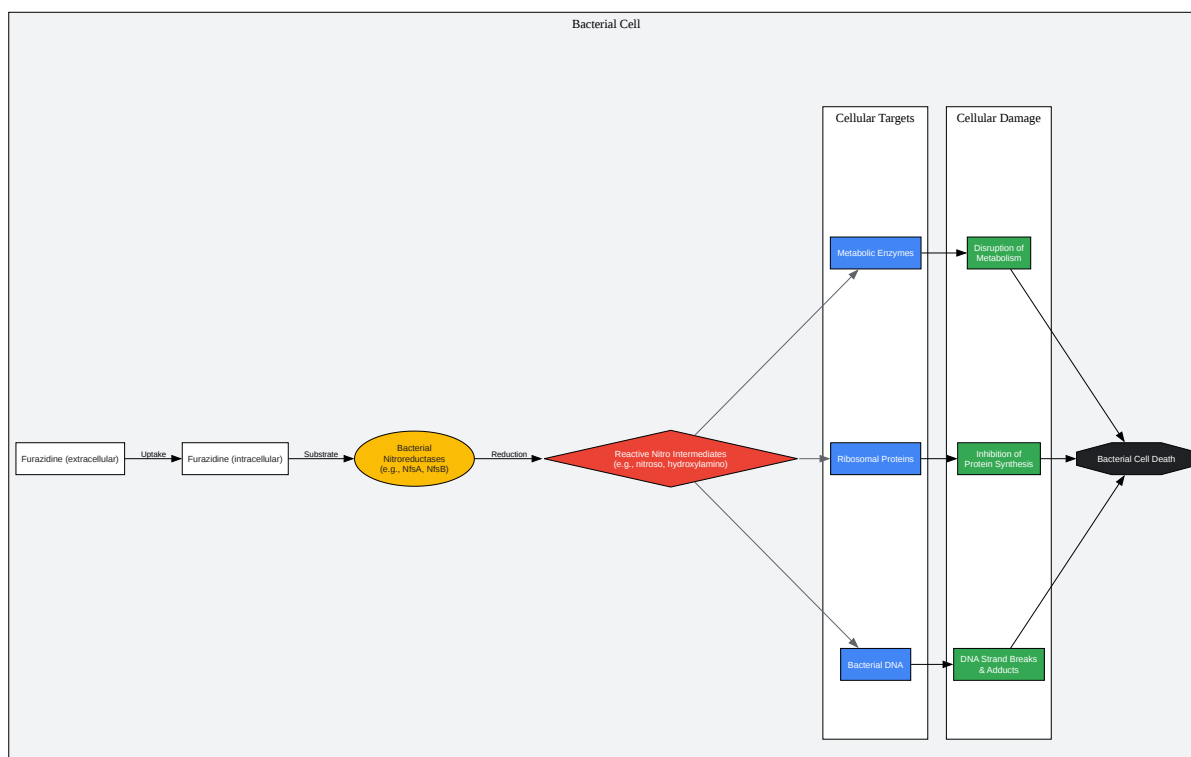 Bacterial Cell
Cellular Targets
Cellular Damage
Metabolic Enzymes
Disruption of
Metabolism
Furazidine (extracellular)
Uptake
Furazidine (intracellular)
Substrate
Bacterial
Nitroreductases
(e.g., NfsA, NfsB)
Reduction
Reactive Nitro Intermediates
(e.g., nitroso, hydroxylamino)
Ribosomal Proteins
Inhibition of
Protein Synthesis
Bacterial Cell Death
Bacterial DNA
DNA Strand Breaks
& Adducts